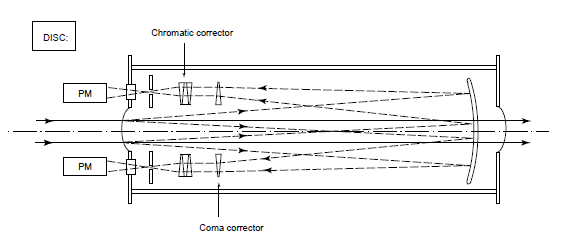 DISC:
Chromatic corrector
PM
PM
Coma corrector